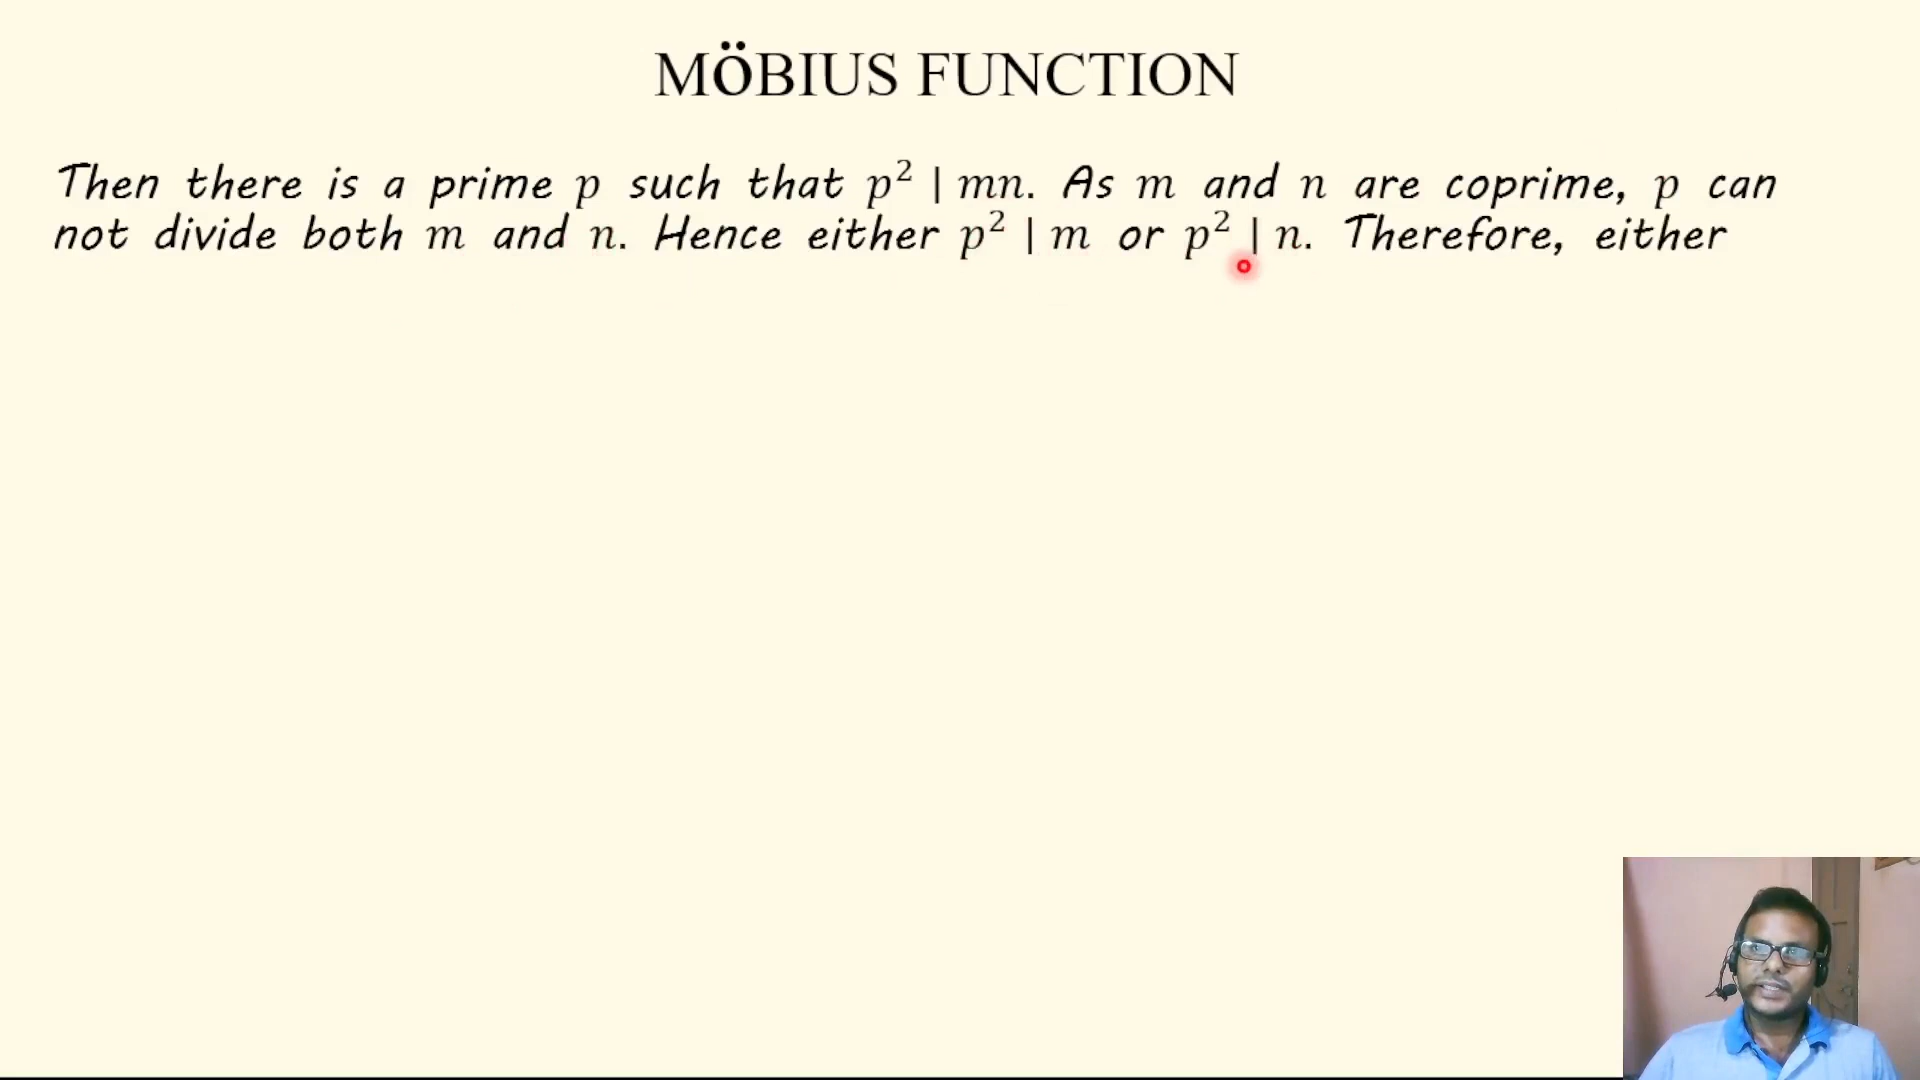 MÖBIUS FUNCTION
Then there is a prime p such that p² | mn. As m and n are coprime, p can
not divide both m and n. Hence either p² | m or p² | n. Therefore, either